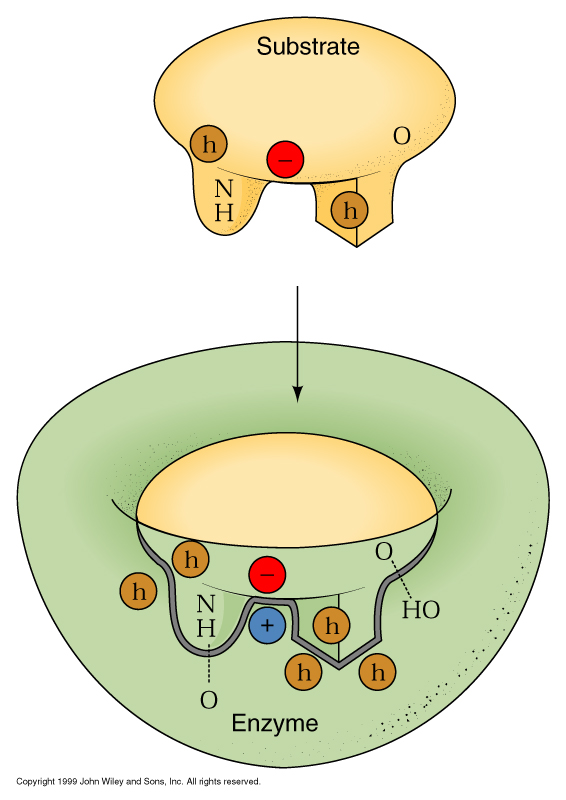 Substrate
h
−
O
N
H
h
h
−
O
h
N
H
+
h
HO
h
h
O
Enzyme
Copyright 1999 John Wiley and Sons, Inc. All rights reserved.